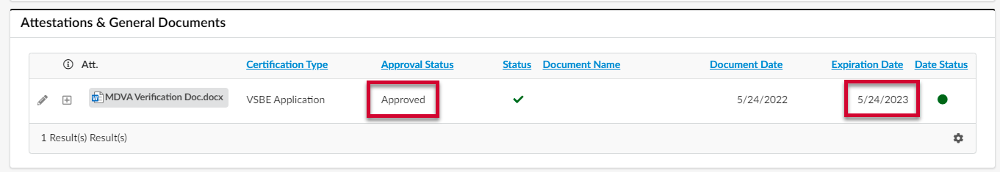 Attestations & General Documents
Att. Certification Type Approval Status Status Document Name Document Date Expiration Date Date Status
MDVA Verification Doc.docx VSBE Application Approved 5/24/2022 5/24/2023
1 Result(s) Result(s)